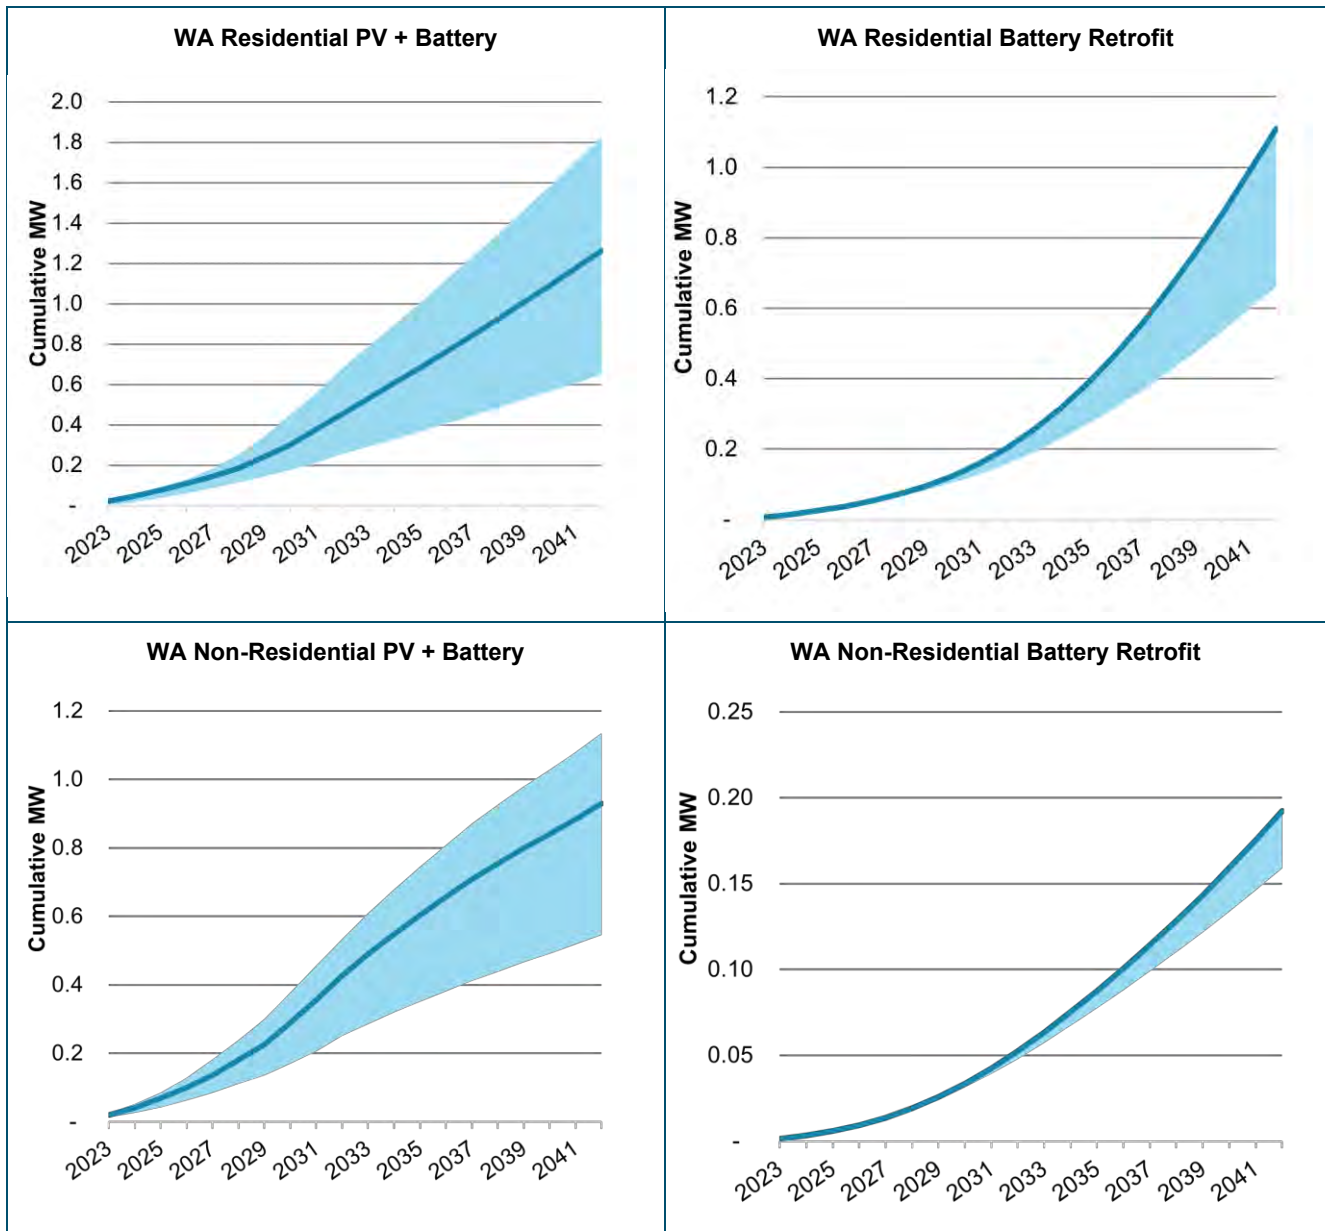 WA Residential PV + Battery
2.0
1.8
1.6
1.4
1.2
1.0
0.8
0.6
0.4
0.2
-
Cumulative MW
2023 2025 2027 2029 2031 2033 2035 2037 2039 2041
WA Residential Battery Retrofit
1.2
1.0
0.8
0.6
0.4
0.2
-
Cumulative MW
2023 2025 2027 2029 2031 2033 2035 2037 2039 2041
WA Non-Residential PV + Battery
1.2
1.0
0.8
0.6
0.4
0.2
-
Cumulative MW
2023 2025 2027 2029 2031 2033 2035 2037 2039 2041
WA Non-Residential Battery Retrofit
0.25
0.20
0.15
0.10
0.05
-
Cumulative MW
2023 2025 2027 2029 2031 2033 2035 2037 2039 2041